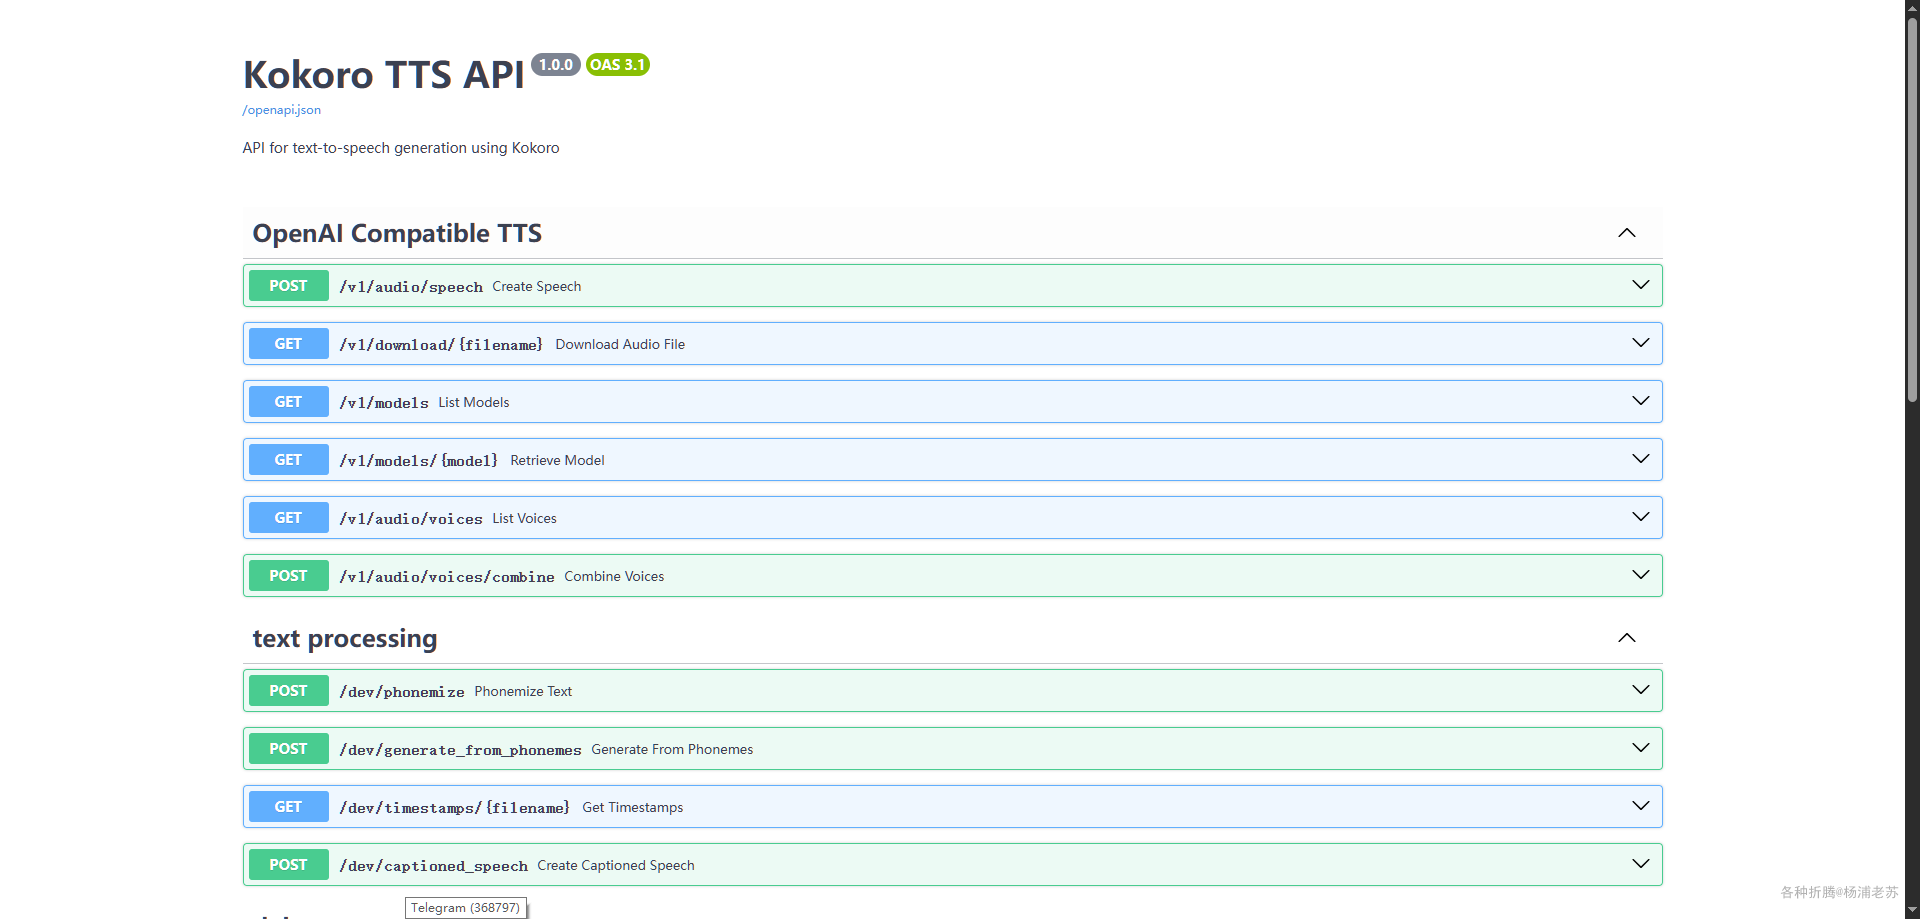 Kokoro TTS API 1.0.0 OAS 3.1
/openapi.json
API for text-to-speech generation using Kokoro
OpenAI Compatible TTS
POST /v1/audio/speech Create Speech
GET /v1/download/{filename} Download Audio File
GET /v1/models List Models
GET /v1/models/{model} Retrieve Model
GET /v1/audio/voices List Voices
POST /v1/audio/voices/combine Combine Voices
text processing
POST /dev/phonemize Phonemize Text
POST /dev/generate_from_phonemes Generate From Phonemes
GET /dev/timestamps/{filename} Get Timestamps
POST /dev/captioned_speech Create Captioned Speech
各种折腾@杨浦老苏
Telegram (368797)